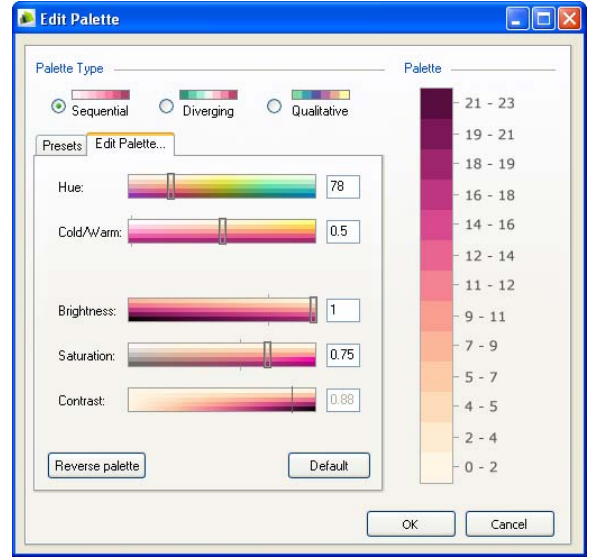 Edit Palette
Palette Type
Sequential
Diverging
Qualitative
Presets
Edit Palette...
Hue:
78
Cold/Warm:
0.5
Brightness:
1
Saturation:
0.75
Contrast:
0.88
Reverse palette
Default
Palette
21 - 23
19 - 21
18 - 19
16 - 18
14 - 16
12 - 14
11 - 12
9 - 11
7 - 9
5 - 7
4 - 5
2 - 4
0 - 2
OK
Cancel